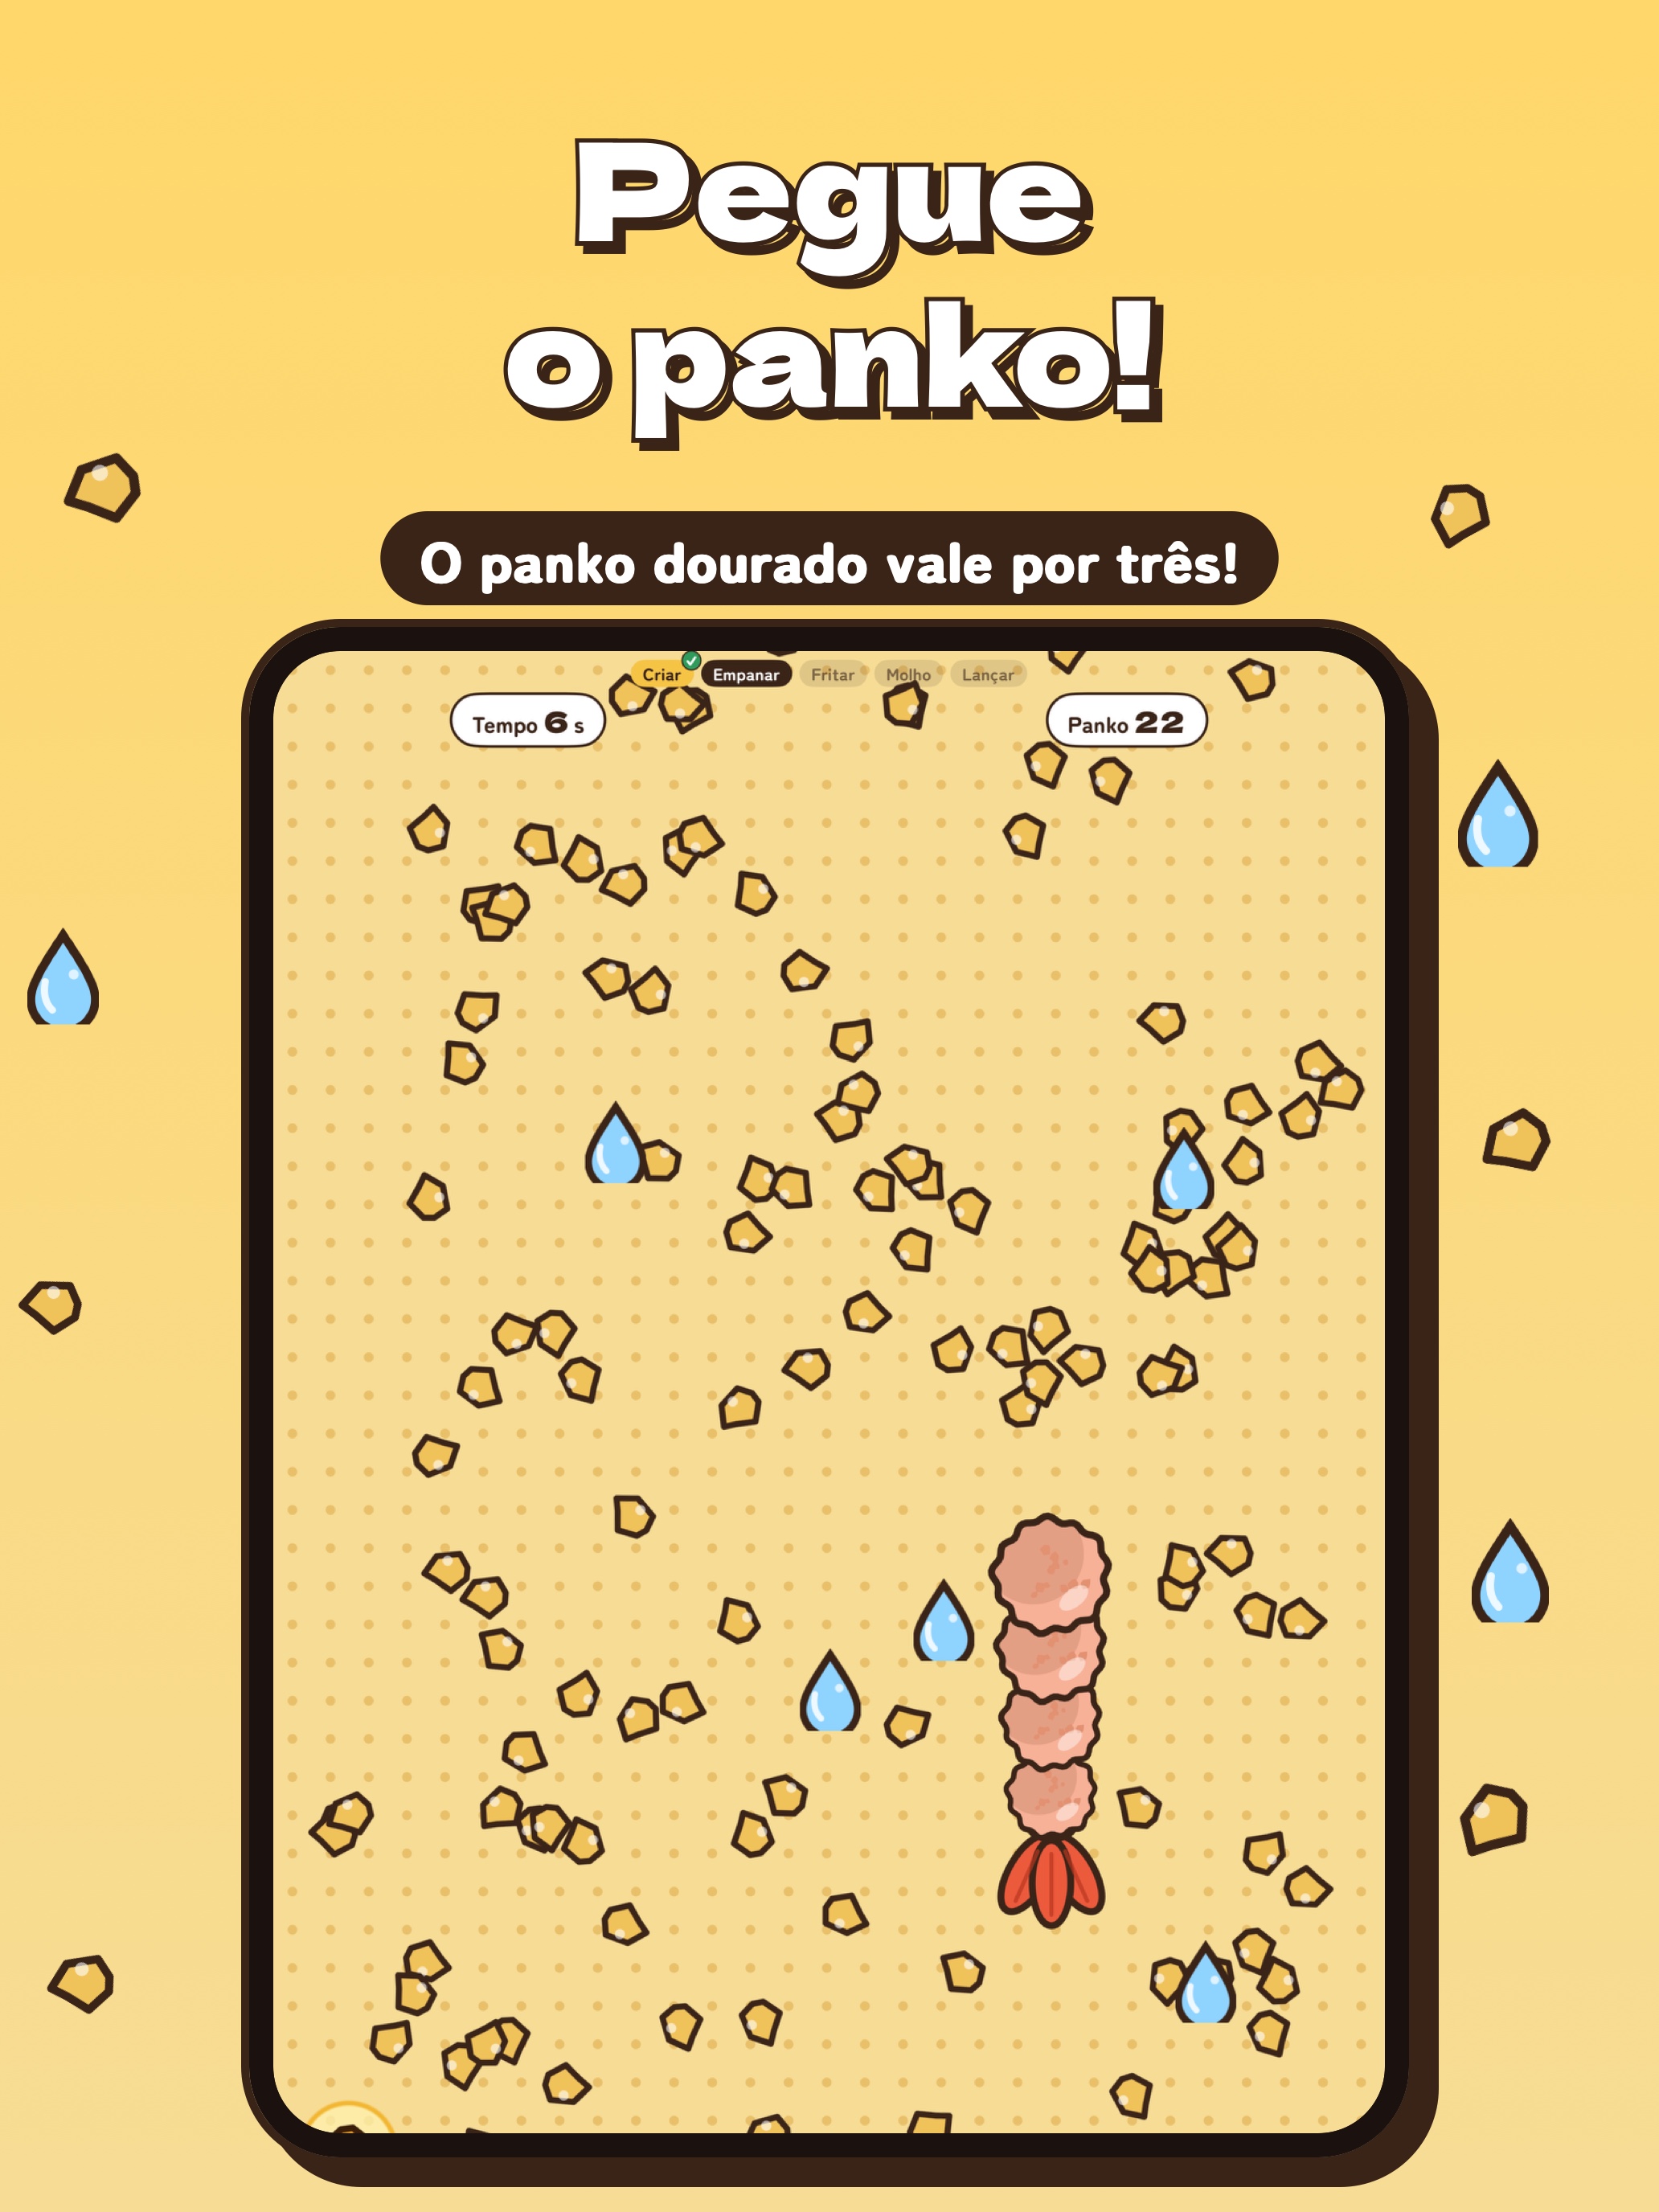 Pegue
o panko!
O panko dourado vale por três!
Criar Empanar Fritar Molho Lançar
Tempo 6 s
Panko 22